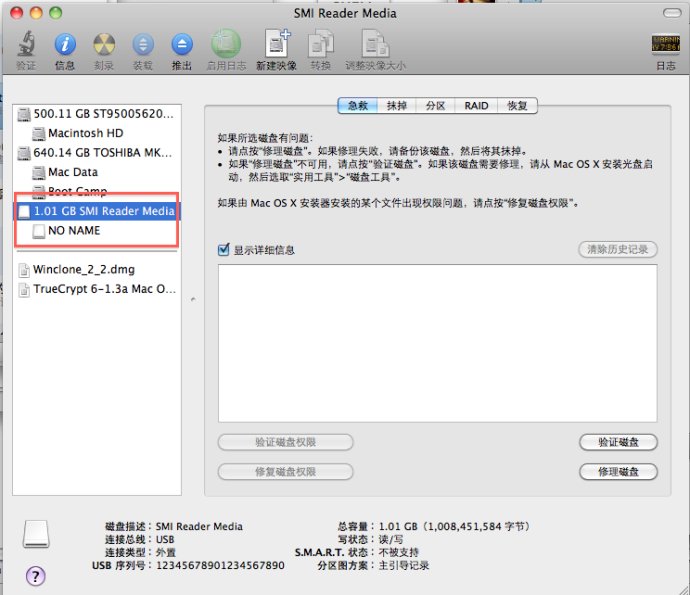 SMI Reader Media
验证
信息
刻录
装载
推出
启用日志
新建映像
转换
调整映像大小
日志
500.11 GB ST95005620...
Macintosh HD
640.14 GB TOSHIBA MK...
Mac Data
Boot Camp
1.01 GB SMI Reader Media
NO NAME
Winclone_2_2.dmg
TrueCrypt 6-1.3a Mac O...
急救
抹掉
分区
RAID
恢复
如果所选磁盘有问题：
• 请点按“修理磁盘”。如果修理失败，请备份该磁盘，然后将其抹掉。
• 如果“修理磁盘”不可用，请点按“验证磁盘”。如果该磁盘需要修理，请从 Mac OS X 安装光盘启
动，然后选取“实用工具”>“磁盘工具”。
如果由 Mac OS X 安装器安装的某个文件出现权限问题，请点按“修复磁盘权限”。
显示详细信息
清除历史记录
验证磁盘权限
验证磁盘
修复磁盘权限
修理磁盘
磁盘描述：SMI Reader Media
连接总线：USB
连接类型：外置
USB 序列号：12345678901234567890
总容量：1.01 GB（1,008,451,584 字节）
写状态：读/写
S.M.A.R.T. 状态：不被支持
分区图方案：主引导记录